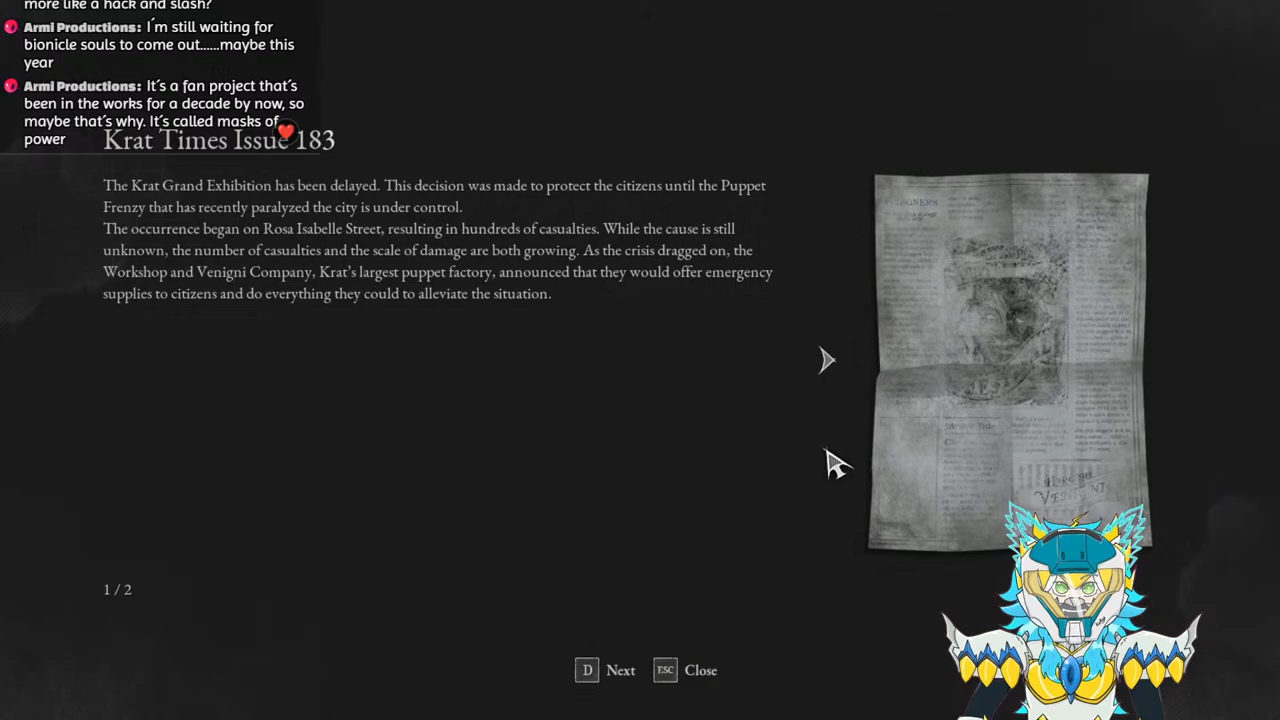 more like a hack and slash?
Armi Productions: I´m still waiting for
bionicle souls to come out......maybe this
year
Armi Productions: It´s a fan project that´s
been in the works for a decade by now, so
maybe that´s why. It´s called masks of
power
Krat Times Issue 183
The Krat Grand Exhibition has been delayed. This decision was made to protect the citizens until the Puppet
Frenzy that has recently paralyzed the city is under control.
The occurrence began on Rosa Isabelle Street, resulting in hundreds of casualties. While the cause is still
unknown, the number of casualties and the scale of damage are both growing. As the crisis dragged on, the
Workshop and Venigni Company, Krat's largest puppet factory, announced that they would offer emergency
supplies to citizens and do everything they could to alleviate the situation.
VENIGNI
1 / 2
D Next ESC Close